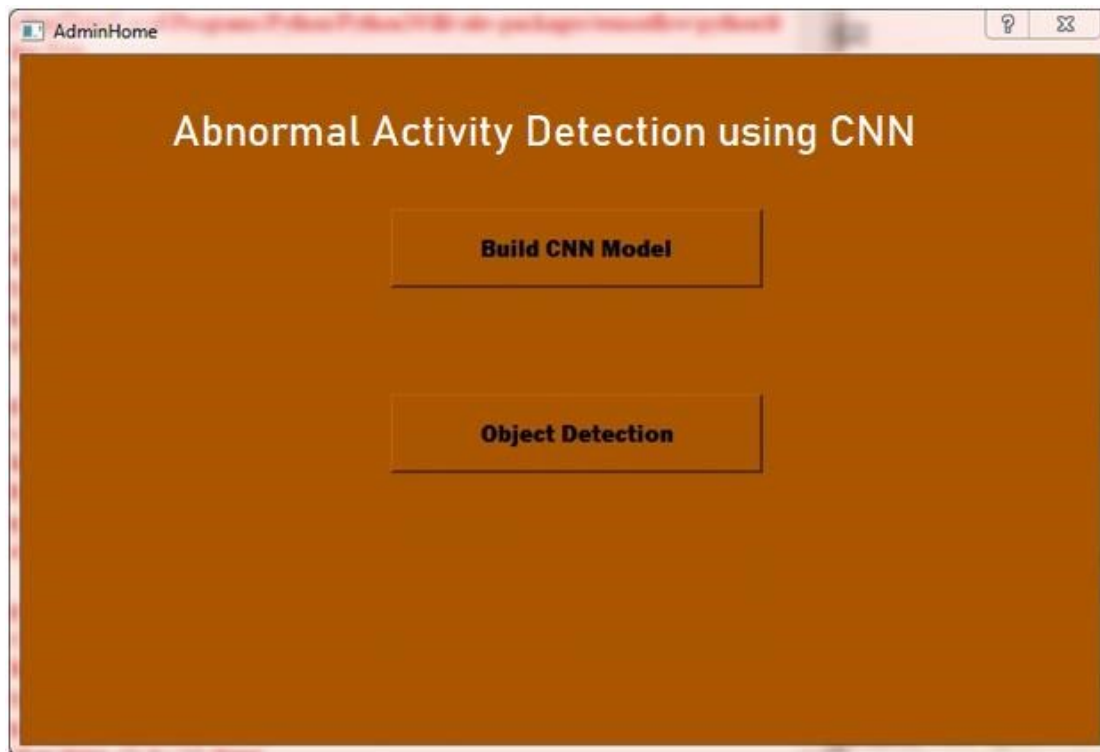 AdminHome
Abnormal Activity Detection using CNN
Build CNN Model
Object Detection